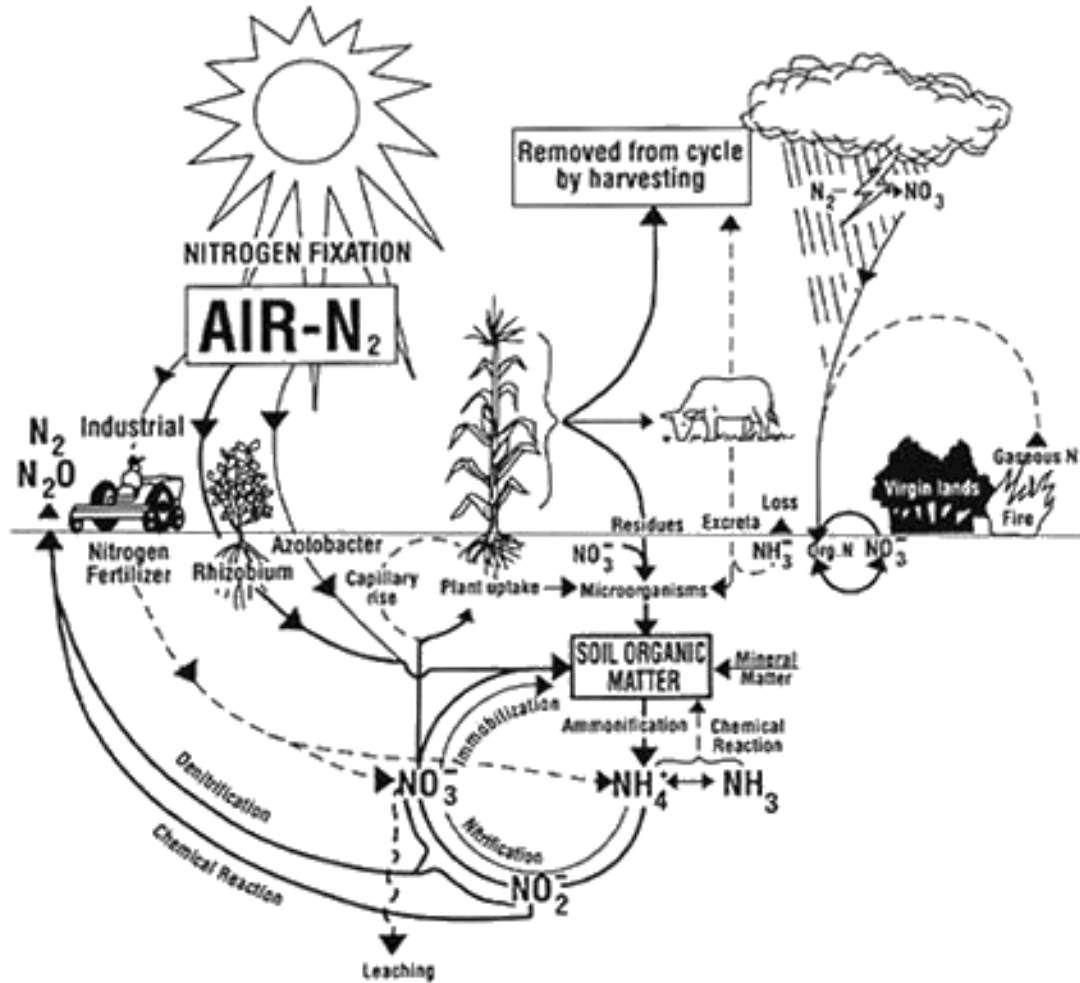 Removed from cycle
by harvesting
N₂ NO₃
NITROGEN FIXATION
AIR-N₂
N₂
N₂O
Industrial
Gaseous N
Virgin lands
Fire
Loss
Residues
Excreta
NH₃⁻
Org. N
NO₃⁻
NO₃⁻
Nitrogen
Fertilizer
Rhizobium
Azotobacter
Capillary
rise
Plant uptake
Microorganisms
SOIL ORGANIC
MATTER
Mineral
Matter
Immobilization
Ammonification
Chemical
Reaction
NO₃⁻
NH₄⁺
NH₃
Denitrification
Nitrification
Chemical Reaction
NO₂⁻
Leaching